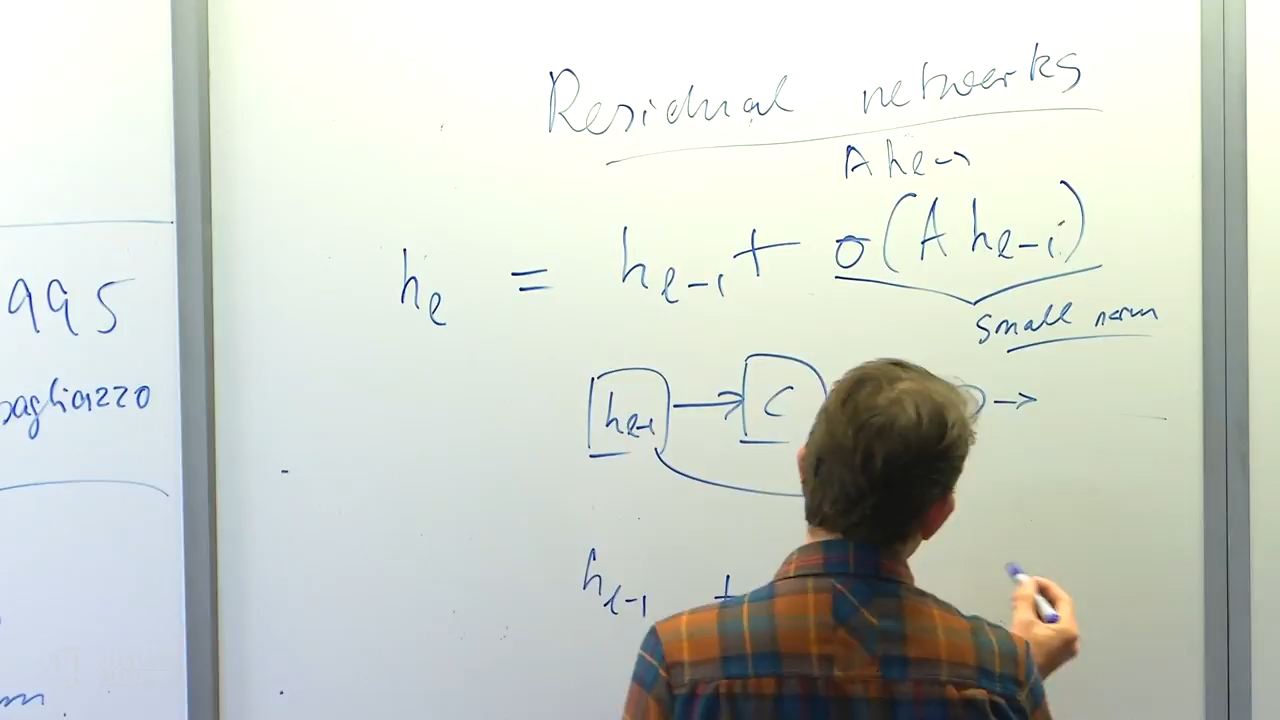 Residual networks
A hℓ-1
hℓ = hℓ-1 + σ(A hℓ-1)
small norm
hℓ-1 → C →
hℓ-1 +
995